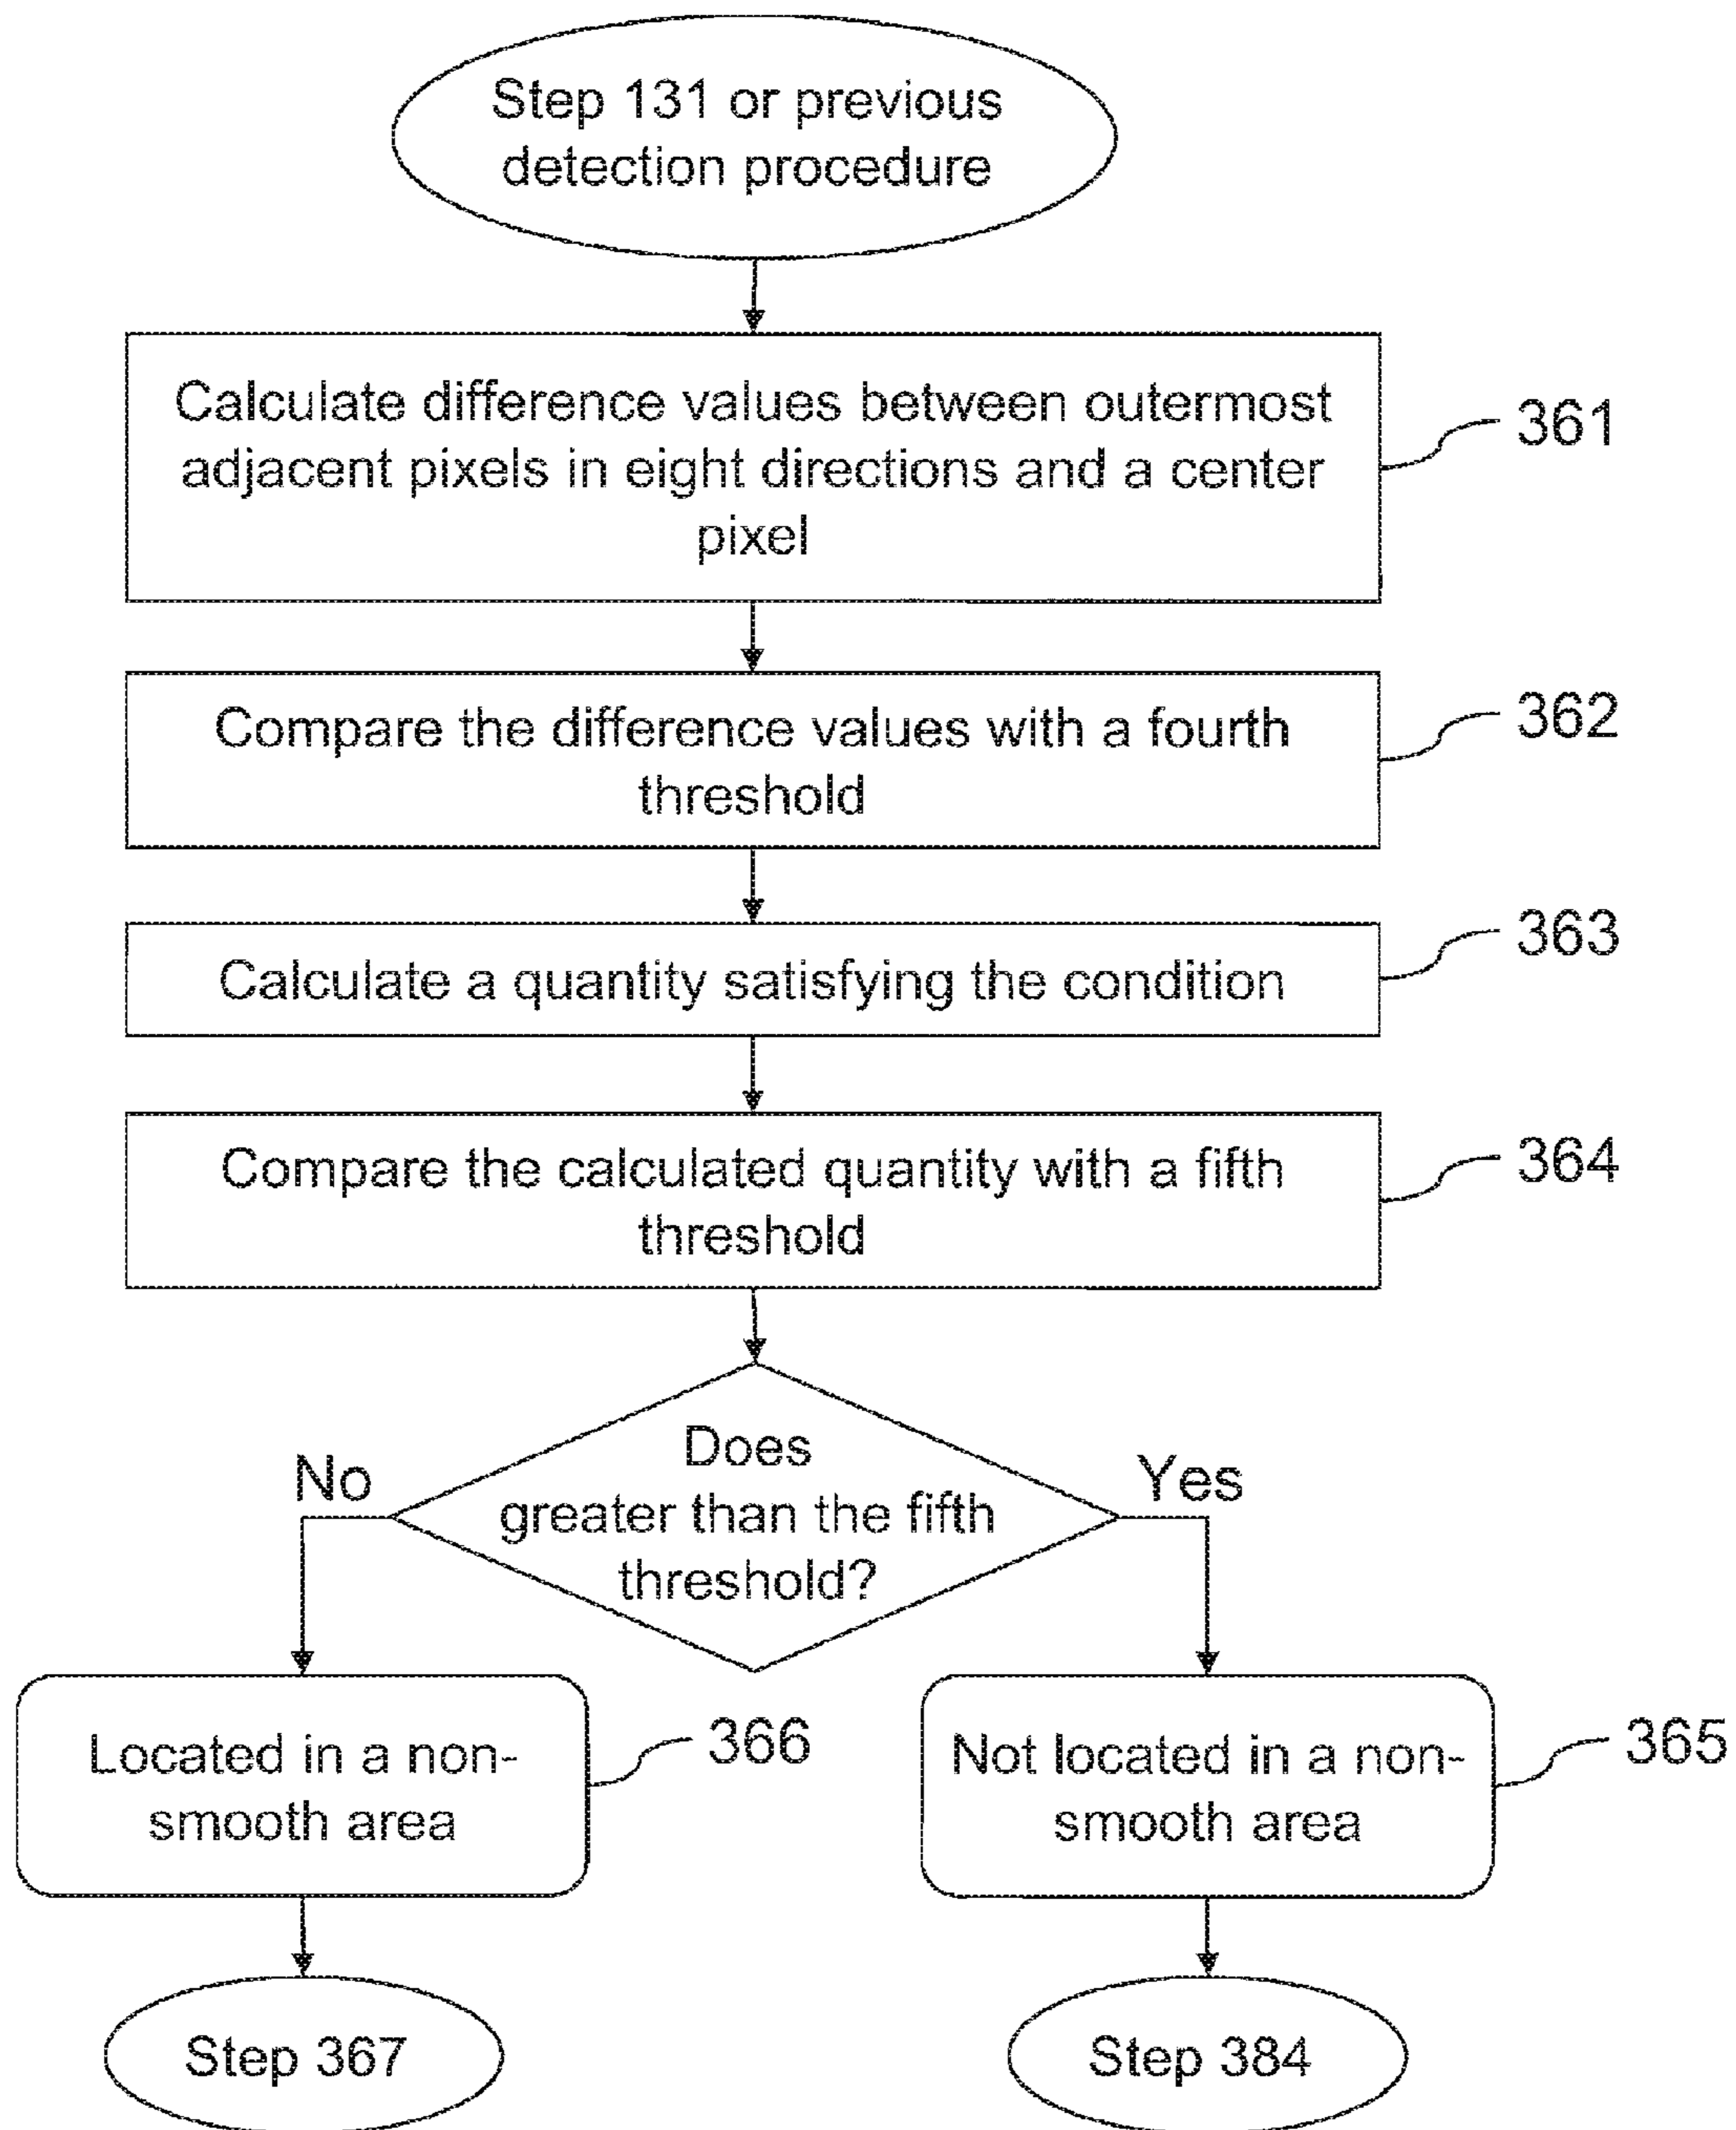 Step 131 or previous
detection procedure
Calculate difference values between outermost
adjacent pixels in eight directions and a center
pixel
361
Compare the difference values with a fourth
threshold
362
Calculate a quantity satisfying the condition
363
Compare the calculated quantity with a fifth
threshold
364
Does
greater than the fifth
threshold?
No
Yes
Located in a non-
smooth area
366
Not located in a non-
smooth area
365
Step 367
Step 384